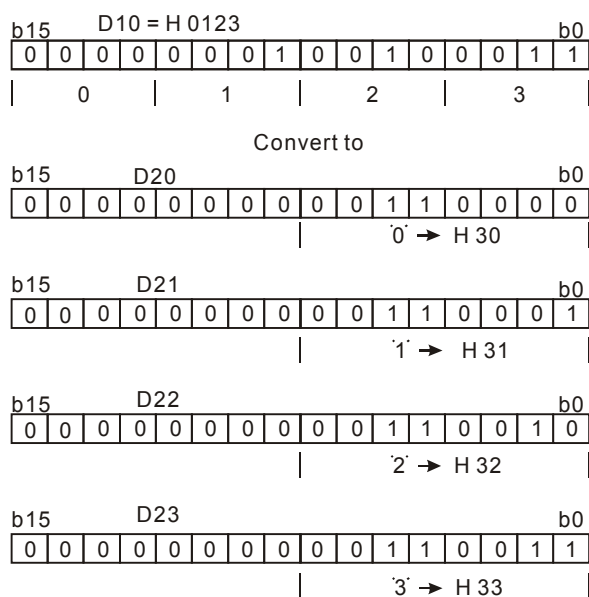 b15 D10 = H 0123 b0
0 0 0 0 0 0 0 1 0 0 1 0 0 0 1 1
0 1 2 3
Convert to
b15 D20 b0
0 0 0 0 0 0 0 0 0 0 1 1 0 0 0 0
'0' → H 30
b15 D21 b0
0 0 0 0 0 0 0 0 0 0 1 1 0 0 0 1
'1' → H 31
b15 D22 b0
0 0 0 0 0 0 0 0 0 0 1 1 0 0 1 0
'2' → H 32
b15 D23 b0
0 0 0 0 0 0 0 0 0 0 1 1 0 0 1 1
'3' → H 33